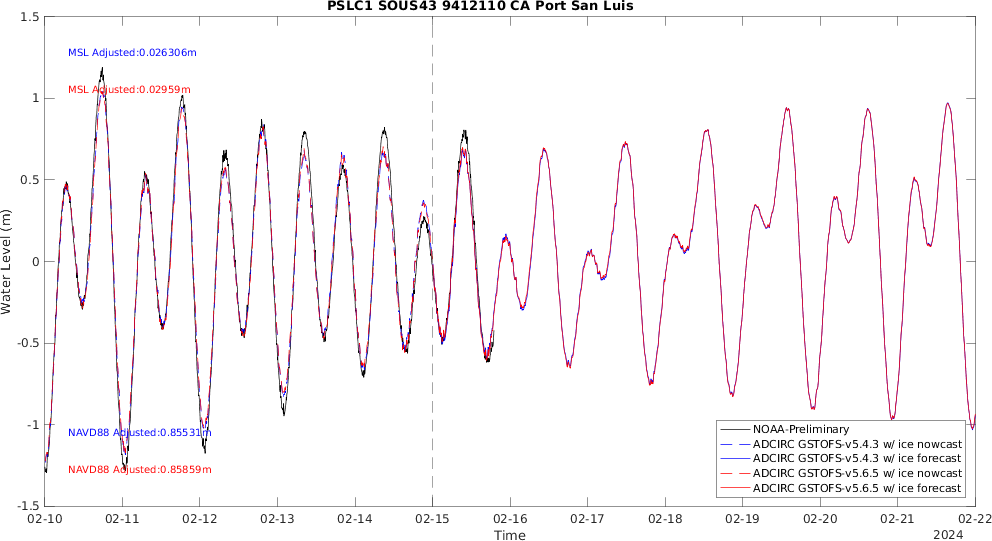 PSLC1 SOUS43 9412110 CA Port San Luis
1.5
1
0.5
0
-0.5
-1
-1.5
Water Level (m)
MSL Adjusted:0.026306m
MSL Adjusted:0.02959m
NAVD88 Adjusted:0.85531m
NAVD88 Adjusted:0.85859m
NOAA-Preliminary
ADCIRC GSTOFS-v5.4.3 w/ ice nowcast
ADCIRC GSTOFS-v5.4.3 w/ ice forecast
ADCIRC GSTOFS-v5.6.5 w/ ice nowcast
ADCIRC GSTOFS-v5.6.5 w/ ice forecast
02-10 02-11 02-12 02-13 02-14 02-15 02-16 02-17 02-18 02-19 02-20 02-21 02-22
Time
2024